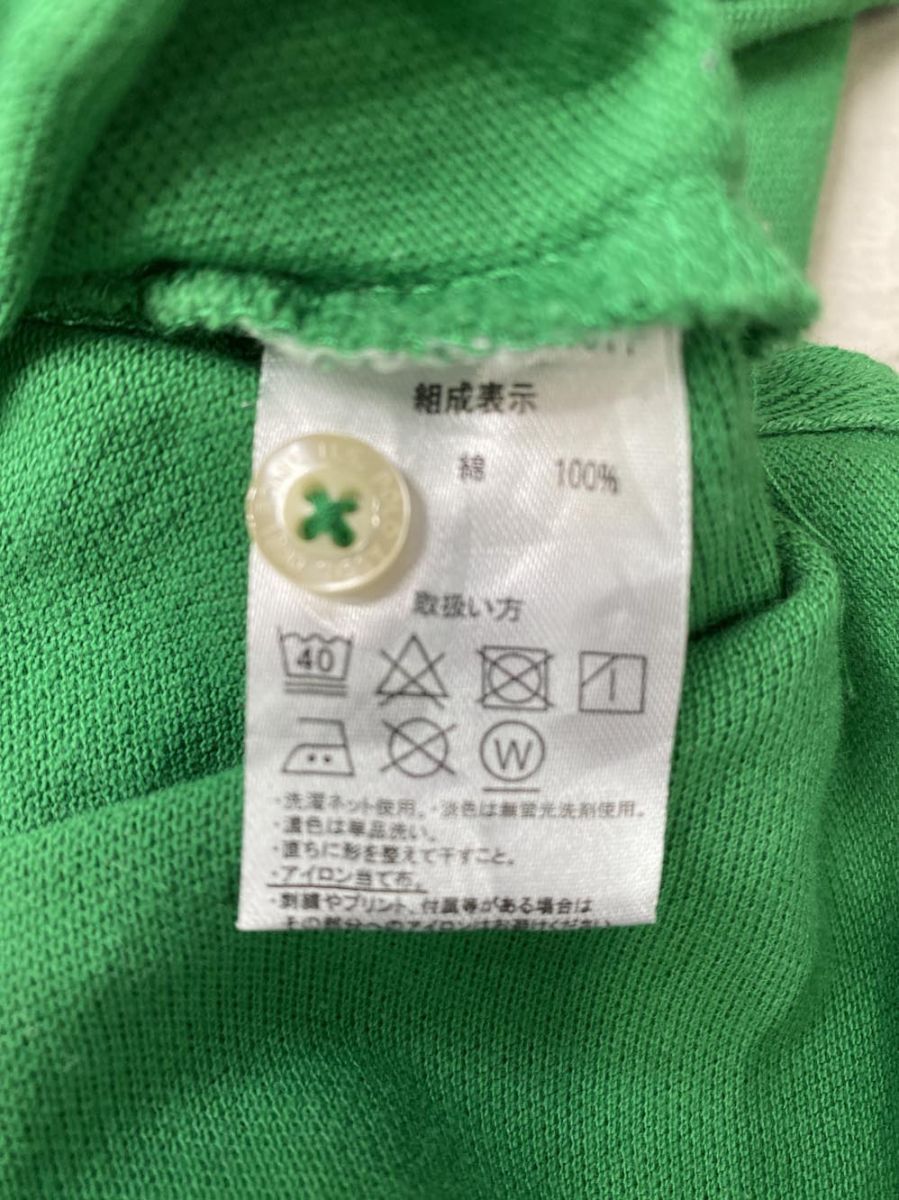 組成表示
綿 100%
取扱い方
40
W
・洗濯ネット使用。・淡色は無蛍光洗剤使用。
・濃色は単品洗い。
・直ちに形を整えて干すこと。
・アイロン当て布。
・刺繍やプリント、付属等がある場合は